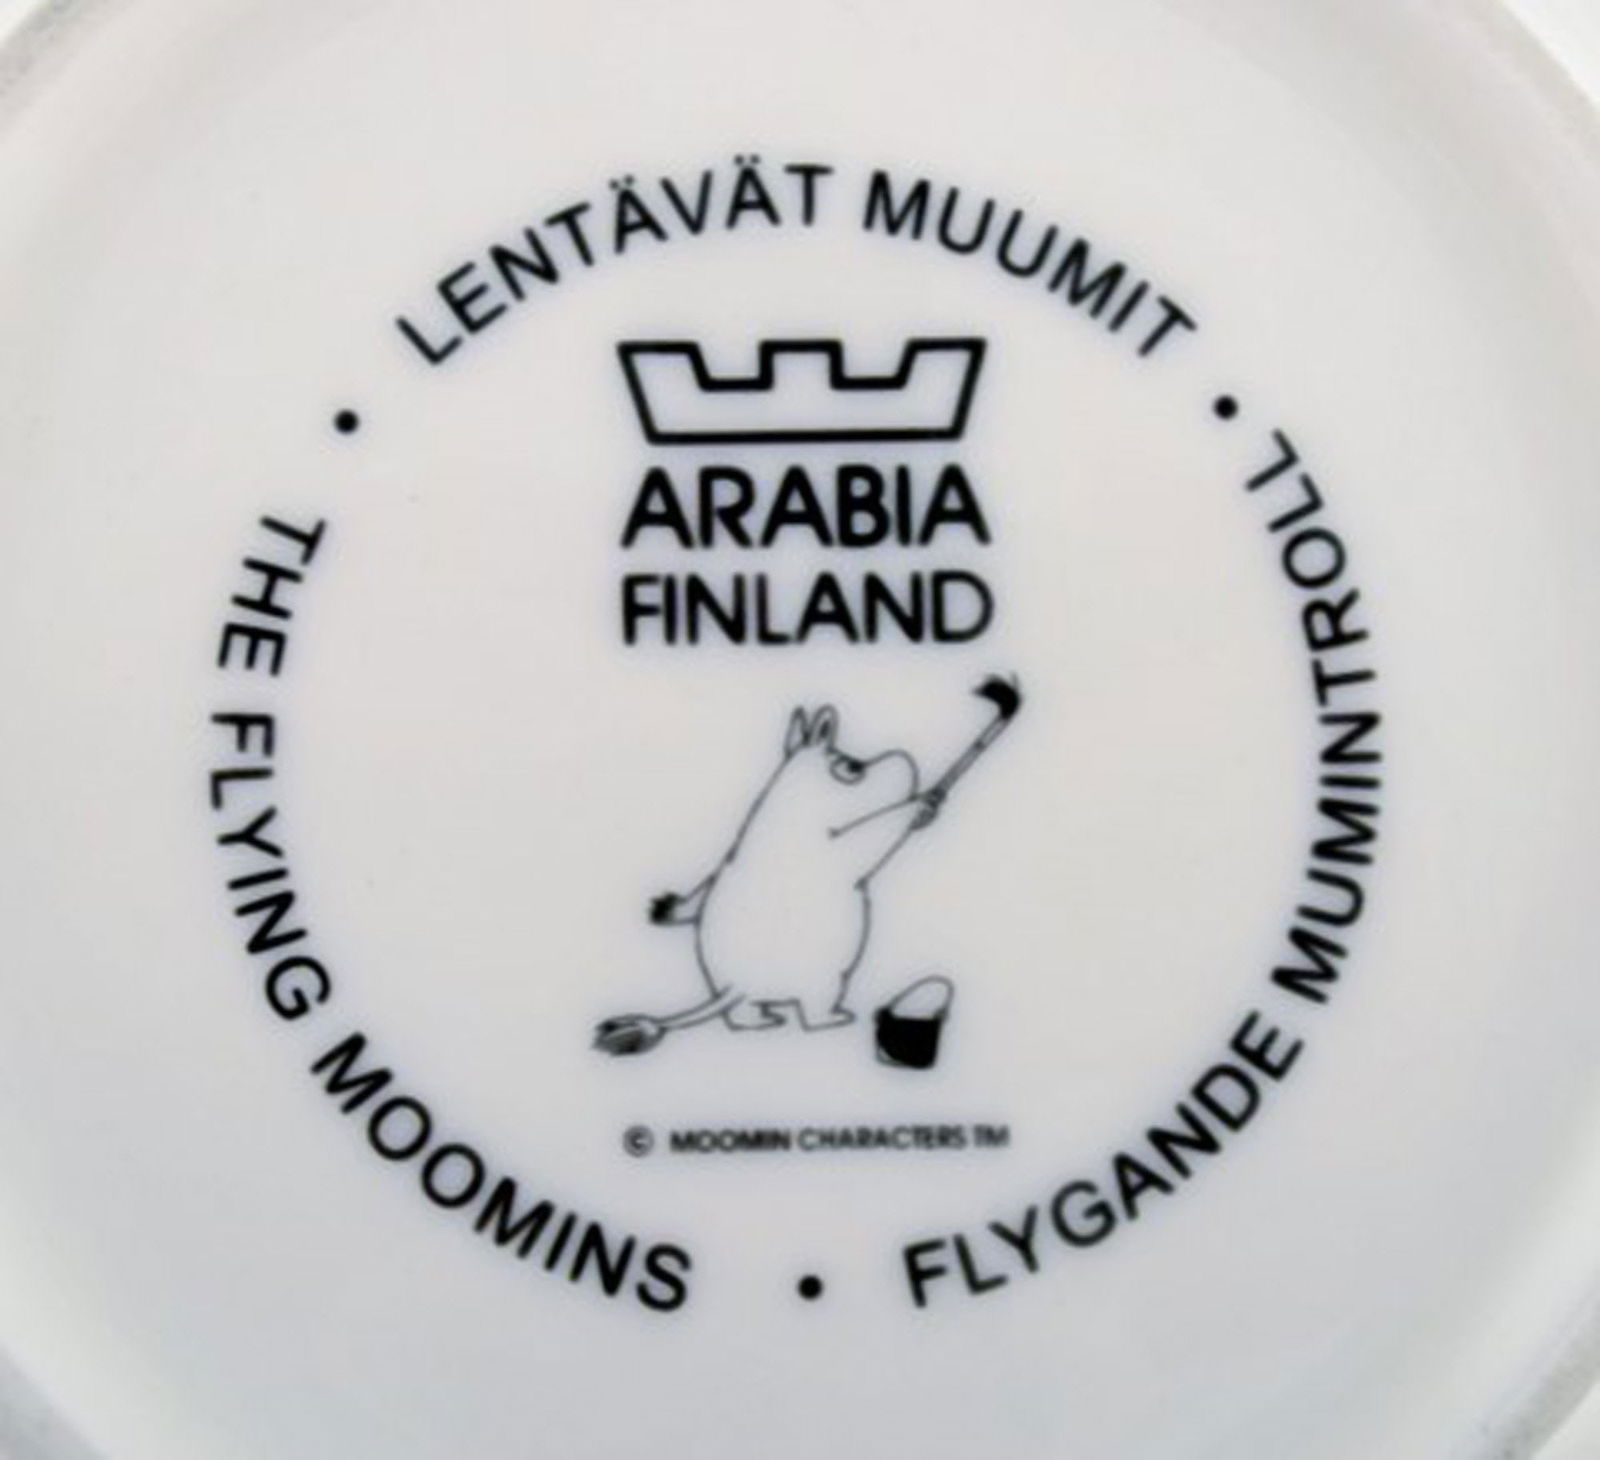 LENTÄVÄT MUUMIT •
FLYGANDE MUMINTROLL •
THE FLYING MOOMINS •
ARABIA
FINLAND
© MOOMIN CHARACTERS TM